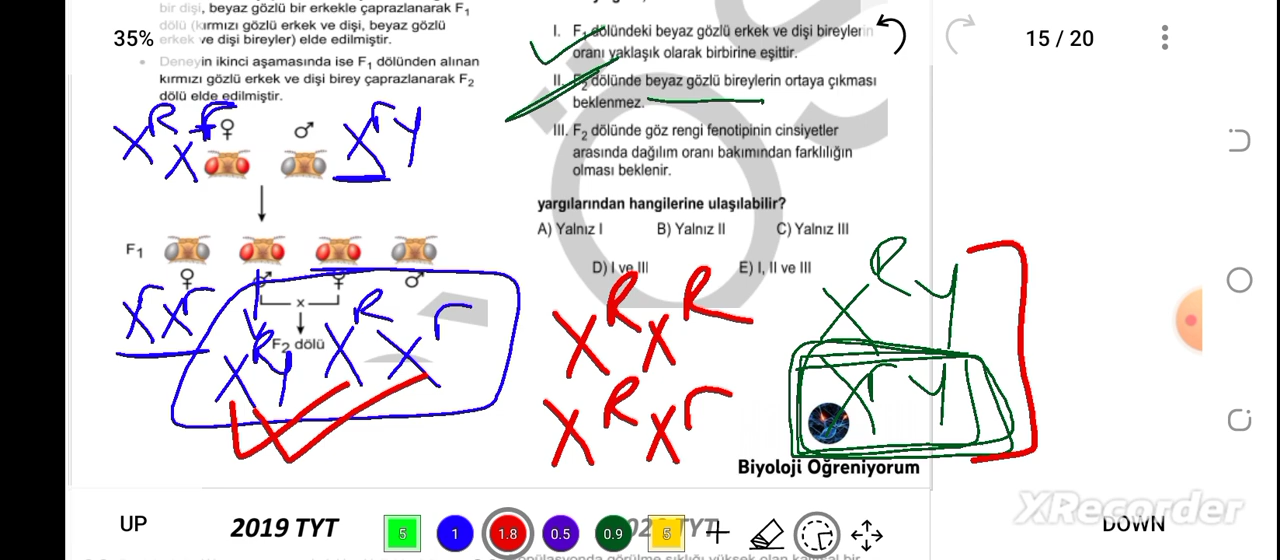 bir dişi, beyaz gözlü bir erkekle çaprazlanarak F1
dölü (kırmızı gözlü erkek ve dişi, beyaz gözlü
erkek ve dişi bireyler) elde edilmiştir.
• Deneyin ikinci aşamasında ise F1 dölünden alınan
kırmızı gözlü erkek ve dişi birey çaprazlanarak F2
dölü elde edilmiştir.
35%
X^R X^r ♀ ♂ X^r Y
F1
♀ ♂ ♀ ♂
x
F2 dölü
X^r X^r
X^R Y X^R X^r
I. F1 dölündeki beyaz gözlü erkek ve dişi bireylerin
oranı yaklaşık olarak birbirine eşittir.
II. F2 dölünde beyaz gözlü bireylerin ortaya çıkması
beklenmez.
III. F2 dölünde göz rengi fenotipinin cinsiyetler
arasında dağılım oranı bakımından farklılığın
olması beklenir.
yargılarından hangilerine ulaşılabilir?
A) Yalnız I B) Yalnız II C) Yalnız III
D) I ve III E) I, II ve III
X^R X^R
X^R X^r
X^R Y
X^r Y
15 / 20
Biyoloji Öğreniyorum
XRecorder
UP 2019 TYT 5 1 1.8 0.5 0.9 5 DOWN